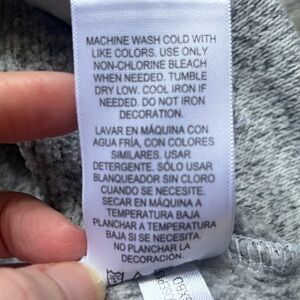 MACHINE WASH COLD WITH
LIKE COLORS. USE ONLY
NON-CHLORINE BLEACH
WHEN NEEDED. TUMBLE
DRY LOW. COOL IRON IF
NEEDED. DO NOT IRON
DECORATION.
LAVAR EN MÁQUINA CON
AGUA FRÍA, CON COLORES
SIMILARES. USAR
DETERGENTE. SÓLO USAR
BLANQUEADOR SIN CLORO
CUANDO SE NECESITE.
SECAR EN MÁQUINA A
TEMPERATURA BAJA
PLANCHAR A TEMPERATURA
BAJA SI SE NECESITA.
NO PLANCHAR LA
DECORACIÓN.